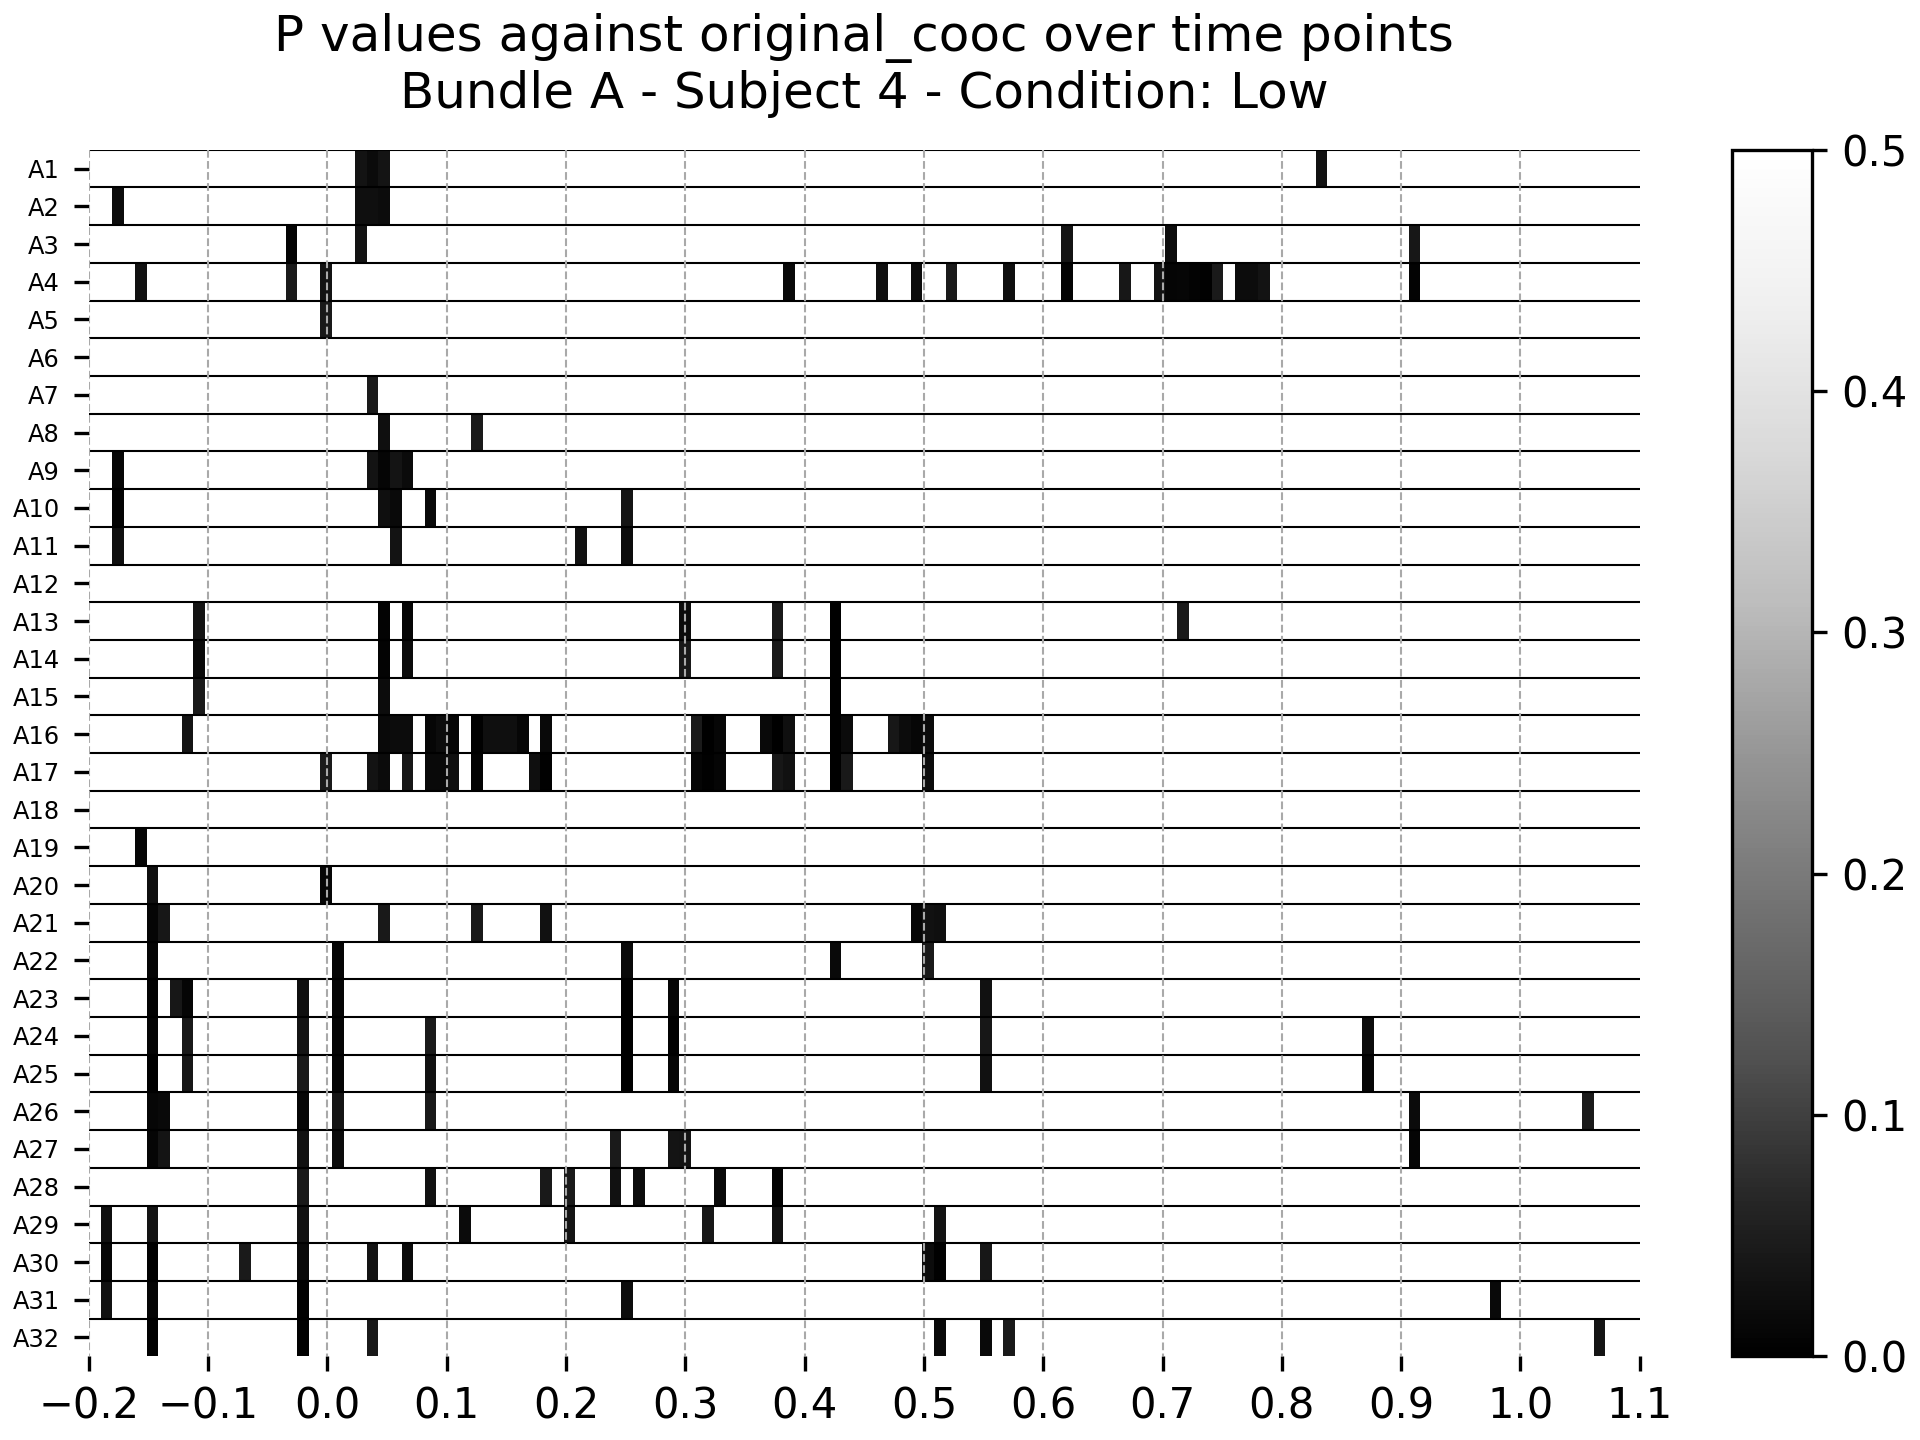 P values against original_cooc over time points
Bundle A - Subject 4 - Condition: Low
A1
A2
A3
A4
A5
A6
A7
A8
A9
A10
A11
A12
A13
A14
A15
A16
A17
A18
A19
A20
A21
A22
A23
A24
A25
A26
A27
A28
A29
A30
A31
A32
−0.2 −0.1 0.0 0.1 0.2 0.3 0.4 0.5 0.6 0.7 0.8 0.9 1.0 1.1
0.5
0.4
0.3
0.2
0.1
0.0